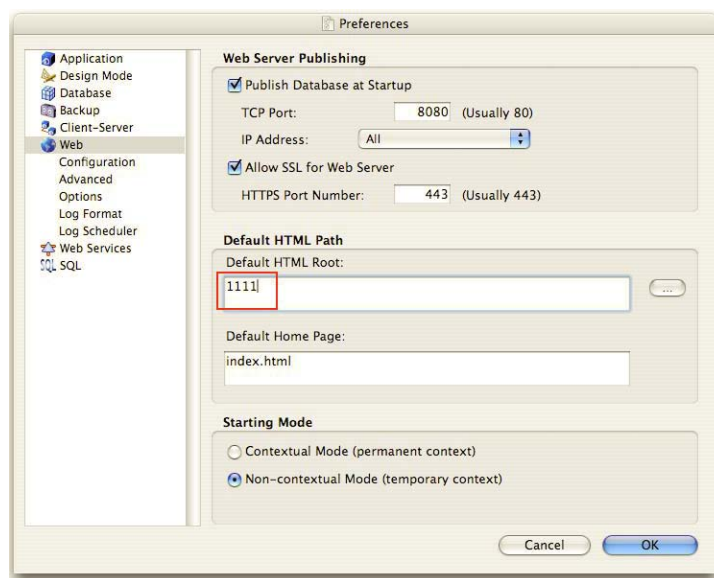 Preferences
Application
Design Mode
Database
Backup
Client-Server
Web
Configuration
Advanced
Options
Log Format
Log Scheduler
Web Services
SQL SQL
Web Server Publishing
Publish Database at Startup
TCP Port: 8080 (Usually 80)
IP Address: All
Allow SSL for Web Server
HTTPS Port Number: 443 (Usually 443)
Default HTML Path
Default HTML Root:
1111
...
Default Home Page:
index.html
Starting Mode
Contextual Mode (permanent context)
Non-contextual Mode (temporary context)
Cancel OK